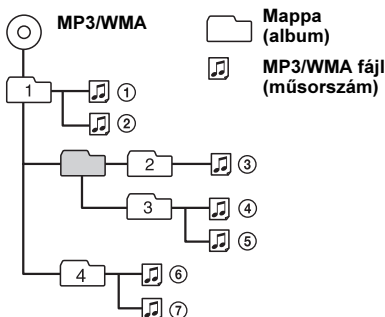 MP3/WMA
Mappa
(album)
MP3/WMA fájl
(műsorszám)
1
①
②
2
③
3
④
⑤
4
⑥
⑦